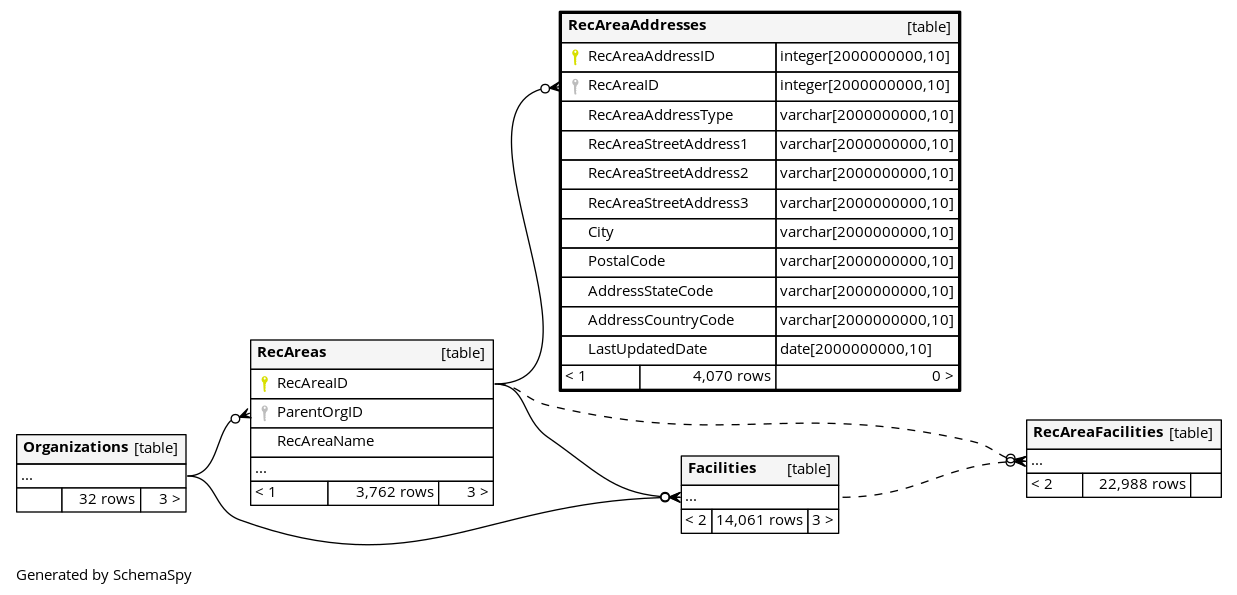 RecAreaAddresses [table]
RecAreaAddressID integer[2000000000,10]
RecAreaID integer[2000000000,10]
RecAreaAddressType varchar[2000000000,10]
RecAreaStreetAddress1 varchar[2000000000,10]
RecAreaStreetAddress2 varchar[2000000000,10]
RecAreaStreetAddress3 varchar[2000000000,10]
City varchar[2000000000,10]
PostalCode varchar[2000000000,10]
AddressStateCode varchar[2000000000,10]
AddressCountryCode varchar[2000000000,10]
LastUpdatedDate date[2000000000,10]
< 1 4,070 rows 0 >
RecAreas [table]
RecAreaID
ParentOrgID
RecAreaName
...
< 1 3,762 rows 3 >
Organizations [table]
...
32 rows 3 >
Facilities [table]
...
< 2 14,061 rows 3 >
RecAreaFacilities [table]
...
< 2 22,988 rows
Generated by SchemaSpy